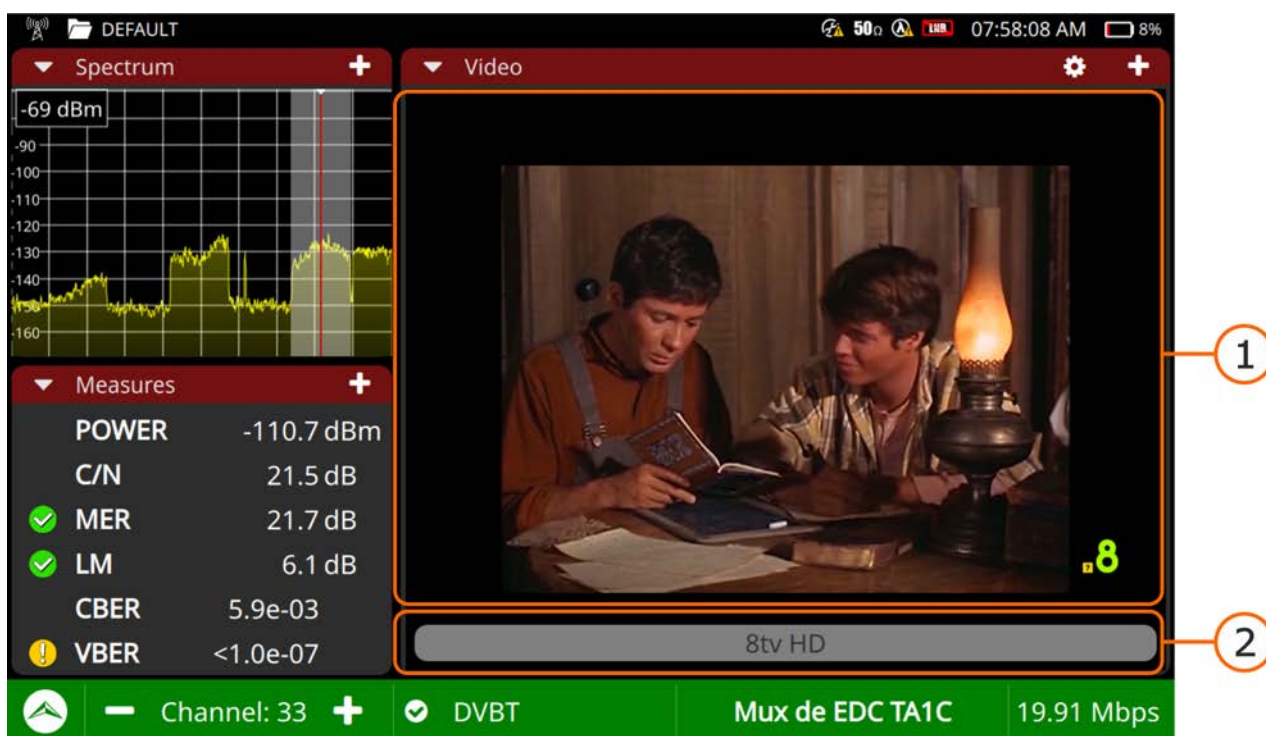 DEFAULT
50Ω
LNB
07:58:08 AM
8%
Spectrum
Video
-69 dBm
-90
-100
-110
-120
-130
-140
-150
-160
1
Measures
POWER -110.7 dBm
C/N 21.5 dB
MER 21.7 dB
LM 6.1 dB
CBER 5.9e-03
VBER <1.0e-07
8
8tv HD
2
Channel: 33
DVBT
Mux de EDC TA1C
19.91 Mbps